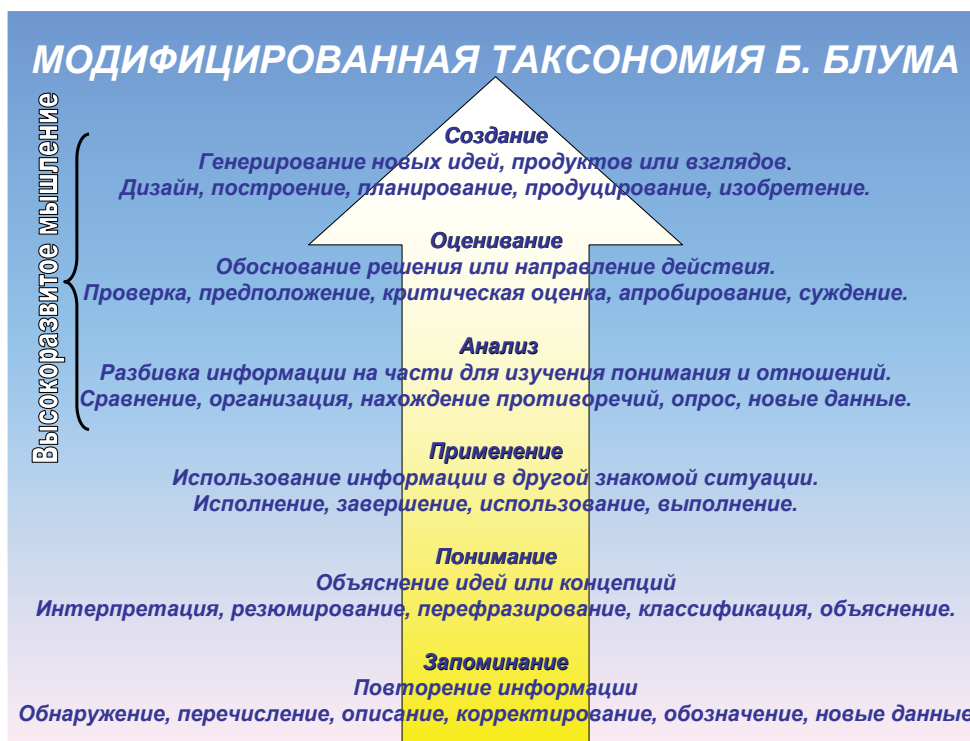 МОДИФИЦИРОВАННАЯ ТАКСОНОМИЯ Б. БЛУМА
Высокоразвитое мышление
Создание
Генерирование новых идей, продуктов или взглядов.
Дизайн, построение, планирование, продуцирование, изобретение.
Оценивание
Обоснование решения или направление действия.
Проверка, предположение, критическая оценка, апробирование, суждение.
Анализ
Разбивка информации на части для изучения понимания и отношений.
Сравнение, организация, нахождение противоречий, опрос, новые данные.
Применение
Использование информации в другой знакомой ситуации.
Исполнение, завершение, использование, выполнение.
Понимание
Объяснение идей или концепций
Интерпретация, резюмирование, перефразирование, классификация, объяснение.
Запоминание
Повторение информации
Обнаружение, перечисление, описание, корректирование, обозначение, новые данные